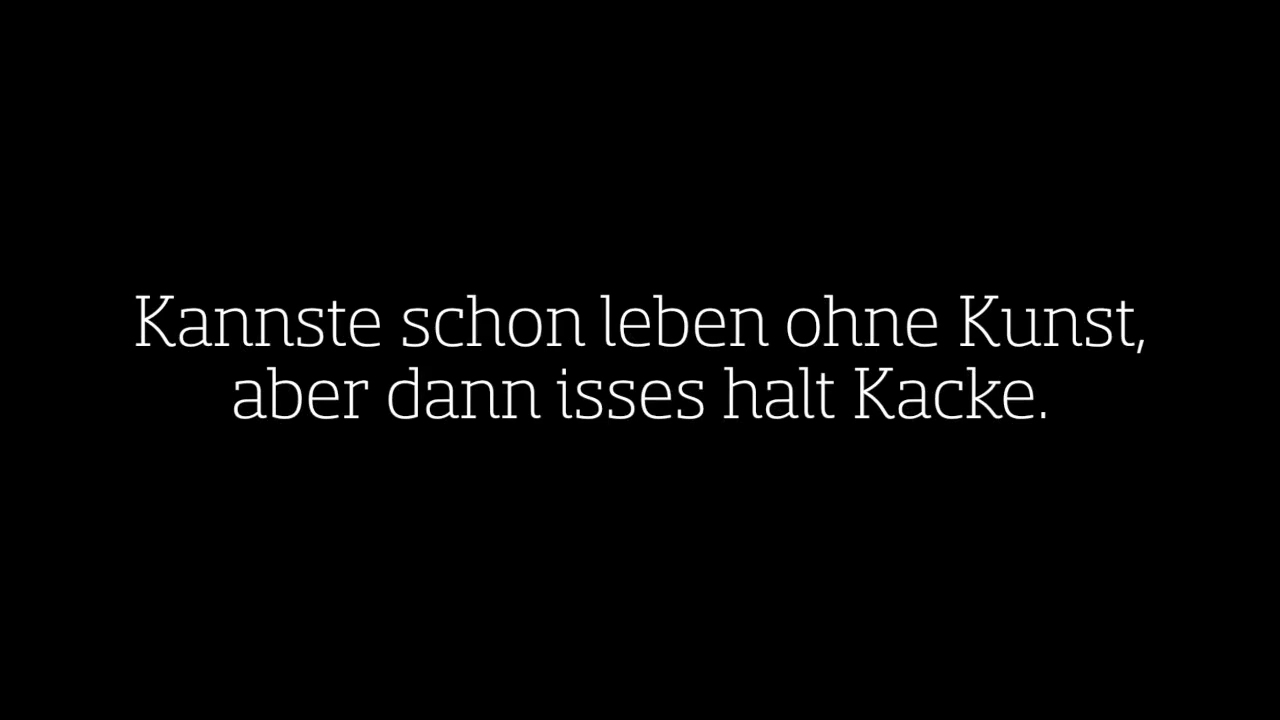 Kannste schon leben ohne Kunst,
aber dann isses halt Kacke.